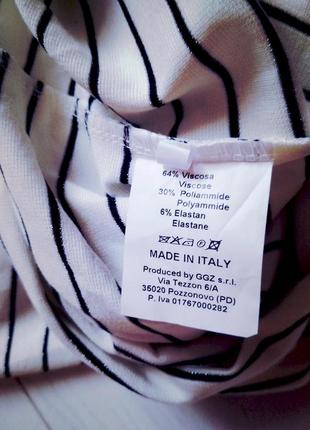 64% Viscosa
Viscose
30% Poliammide
Polyammide
6% Elastan
Elastane
MADE IN ITALY
Produced by GGZ s.r.l.
Via Tezzon 6/A
35020 Pozzonovo (PD)
P. Iva 01767000282